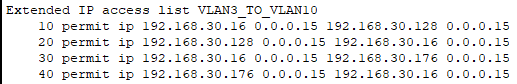 Extended IP access list VLAN3_TO_VLAN10
10 permit ip 192.168.30.16 0.0.0.15 192.168.30.128 0.0.0.15
20 permit ip 192.168.30.128 0.0.0.15 192.168.30.16 0.0.0.15
30 permit ip 192.168.30.16 0.0.0.15 192.168.30.176 0.0.0.15
40 permit ip 192.168.30.176 0.0.0.15 192.168.30.16 0.0.0.15